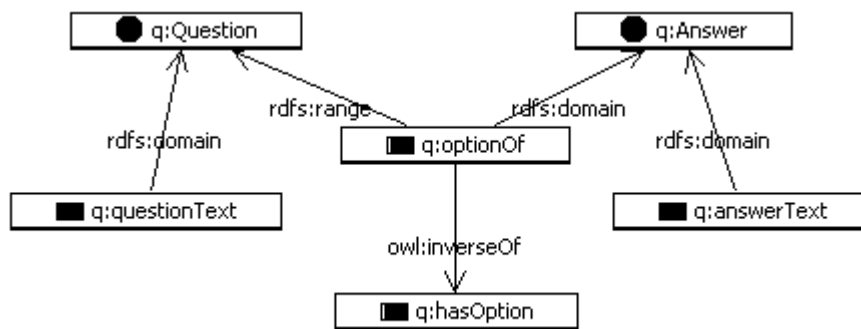 q:Question
q:Answer
rdfs:range
rdfs:domain
rdfs:domain
q:optionOf
rdfs:domain
q:questionText
q:answerText
owl:inverseOf
q:hasOption